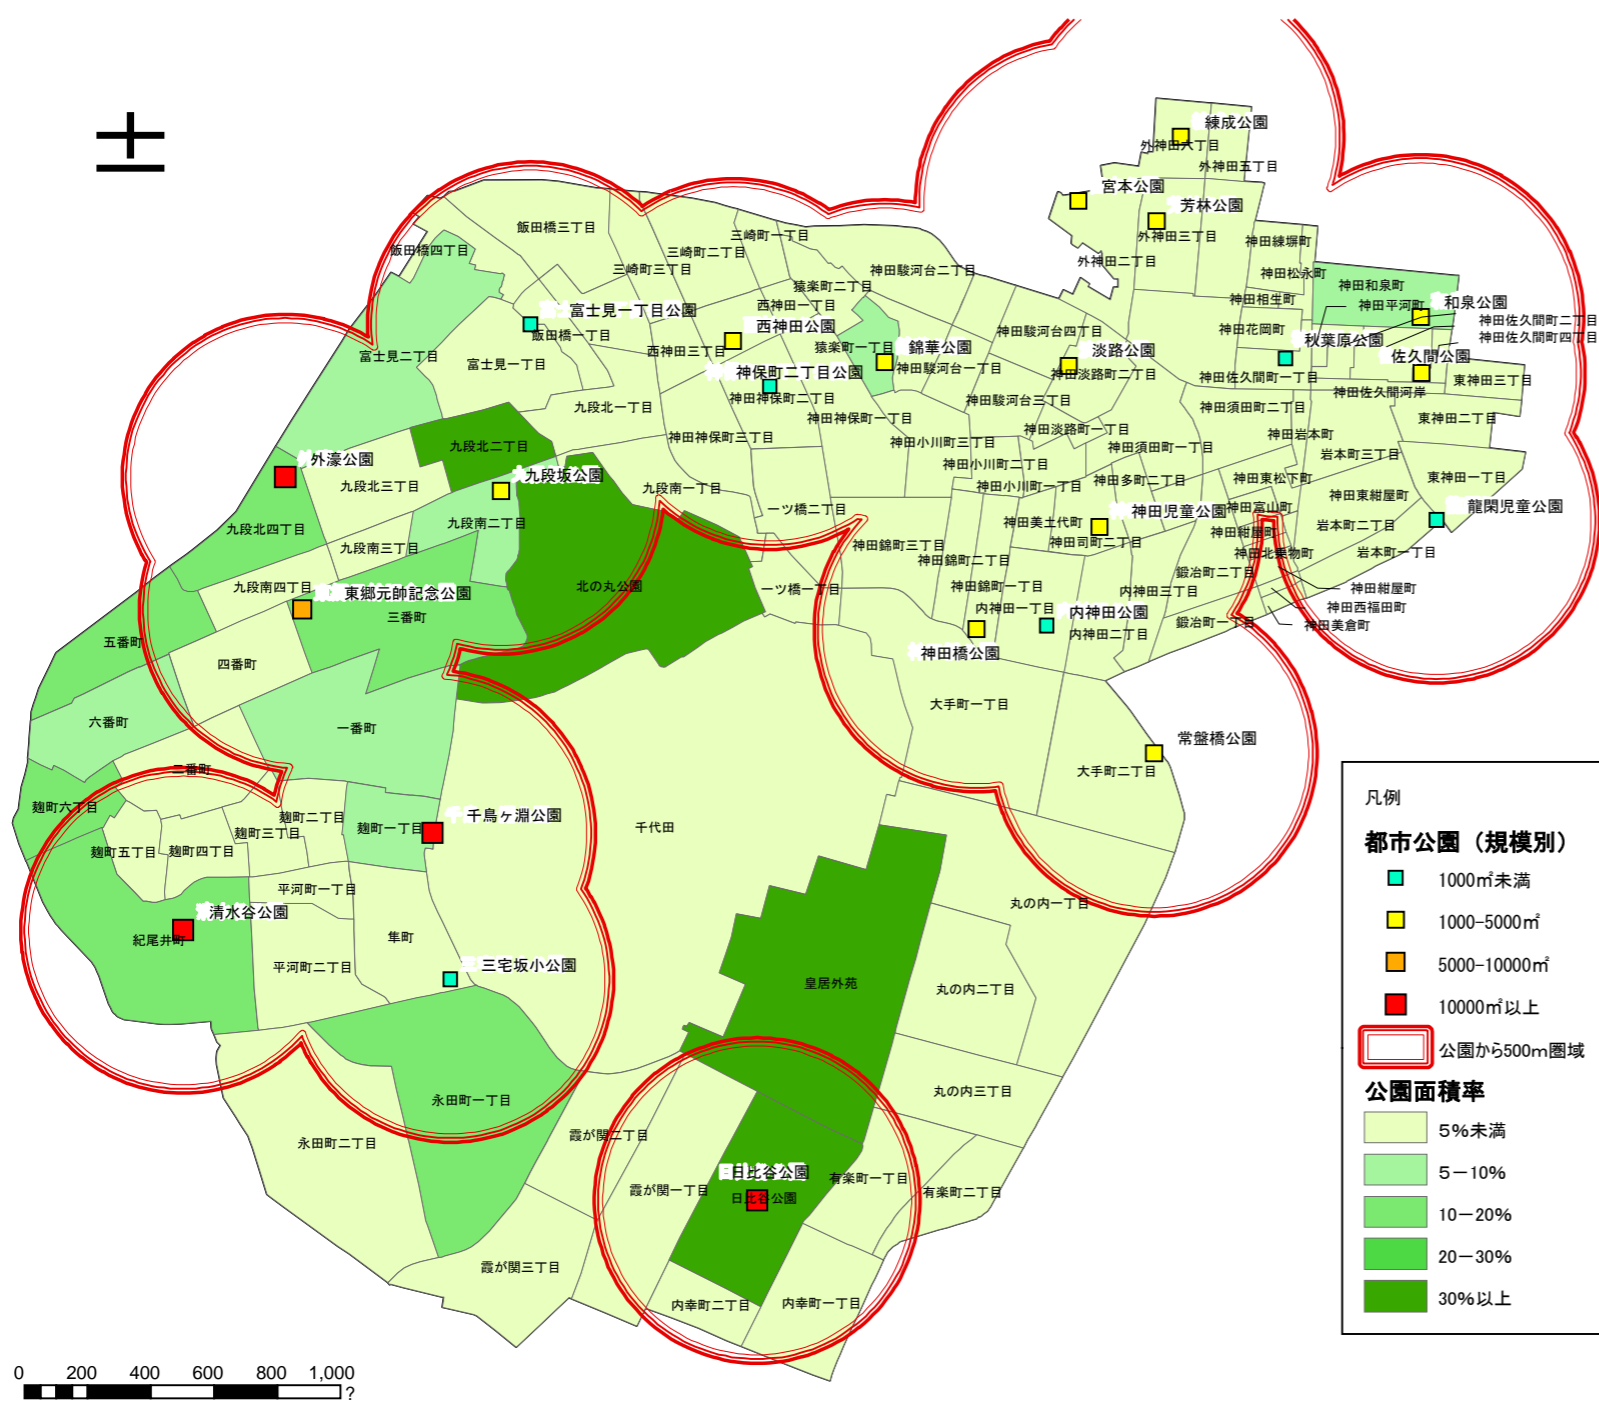 練成公園
外神田六丁目
外神田五丁目
宮本公園
芳林公園
外神田三丁目
外神田二丁目
神田練塀町
神田松永町
神田相生町
神田花岡町
神田和泉町
神田平河町
和泉公園
神田佐久間町二丁目
神田佐久間町四丁目
秋葉原公園
佐久間公園
神田佐久間町一丁目
神田佐久間河岸
東神田三丁目
東神田二丁目
東神田一丁目
飯田橋三丁目
飯田橋四丁目
三崎町一丁目
三崎町二丁目
三崎町三丁目
猿楽町二丁目
神田駿河台二丁目
西神田一丁目
富士見一丁目公園
飯田橋一丁目
西神田公園
西神田三丁目
猿楽町一丁目
錦華公園
神田駿河台一丁目
神田駿河台四丁目
淡路公園
神田淡路町二丁目
富士見二丁目
富士見一丁目
神保町二丁目公園
神田神保町二丁目
神田駿河台三丁目
九段北一丁目
神田神保町一丁目
神田神保町三丁目
神田小川町三丁目
神田淡路町一丁目
神田須田町二丁目
神田須田町一丁目
神田岩本町
岩本町三丁目
九段北二丁目
外濠公園
九段北三丁目
九段坂公園
九段南一丁目
神田小川町二丁目
神田小川町一丁目
神田多町二丁目
神田東松下町
神田富山町
神田東紺屋町
龍閑児童公園
九段北四丁目
九段南二丁目
九段南三丁目
一ツ橋二丁目
神田美土代町
神田児童公園
神田司町二丁目
神田紺屋町
岩本町二丁目
岩本町一丁目
神田北乗物町
九段南四丁目
東郷元帥記念公園
三番町
北の丸公園
一ツ橋一丁目
神田錦町三丁目
神田錦町二丁目
神田錦町一丁目
内神田一丁目
内神田公園
内神田二丁目
内神田三丁目
鍛冶町二丁目
鍛冶町一丁目
神田紺屋町
神田西福田町
神田美倉町
五番町
四番町
神田橋公園
六番町
一番町
大手町一丁目
常盤橋公園
大手町二丁目
二番町
麹町六丁目
麹町二丁目
麹町三丁目
麹町一丁目
千鳥ヶ淵公園
千代田
麹町五丁目
麹町四丁目
平河町一丁目
丸の内一丁目
清水谷公園
紀尾井町
隼町
平河町二丁目
三宅坂小公園
皇居外苑
丸の内二丁目
丸の内三丁目
永田町一丁目
永田町二丁目
霞が関二丁目
霞が関一丁目
日比谷公園
日比谷公園
有楽町一丁目
有楽町二丁目
霞が関三丁目
内幸町二丁目
内幸町一丁目
凡例
都市公園（規模別）
1000㎡未満
1000-5000㎡
5000-10000㎡
10000㎡以上
公園から500m圏域
公園面積率
5%未満
5－10%
10－20%
20－30%
30%以上
0 200 400 600 800 1,000
?